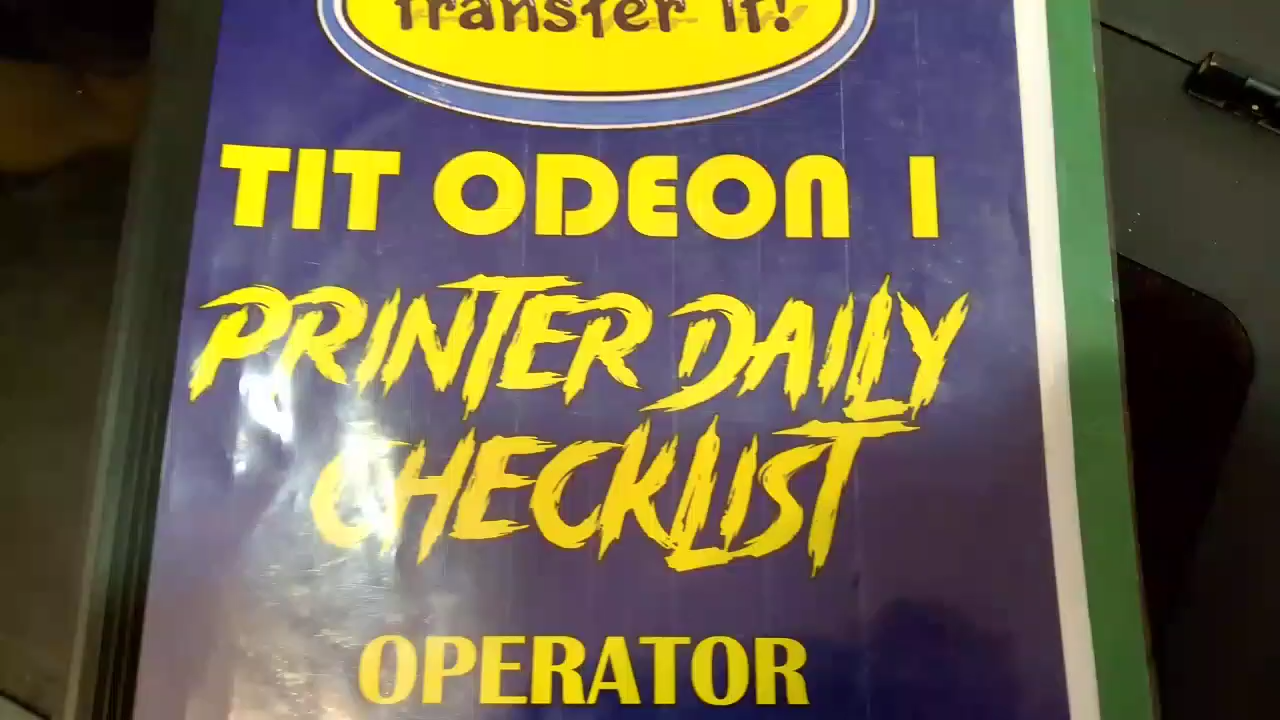 Transfer It!
TIT ODEON 1
PRINTER DAILY
CHECKLIST
OPERATOR